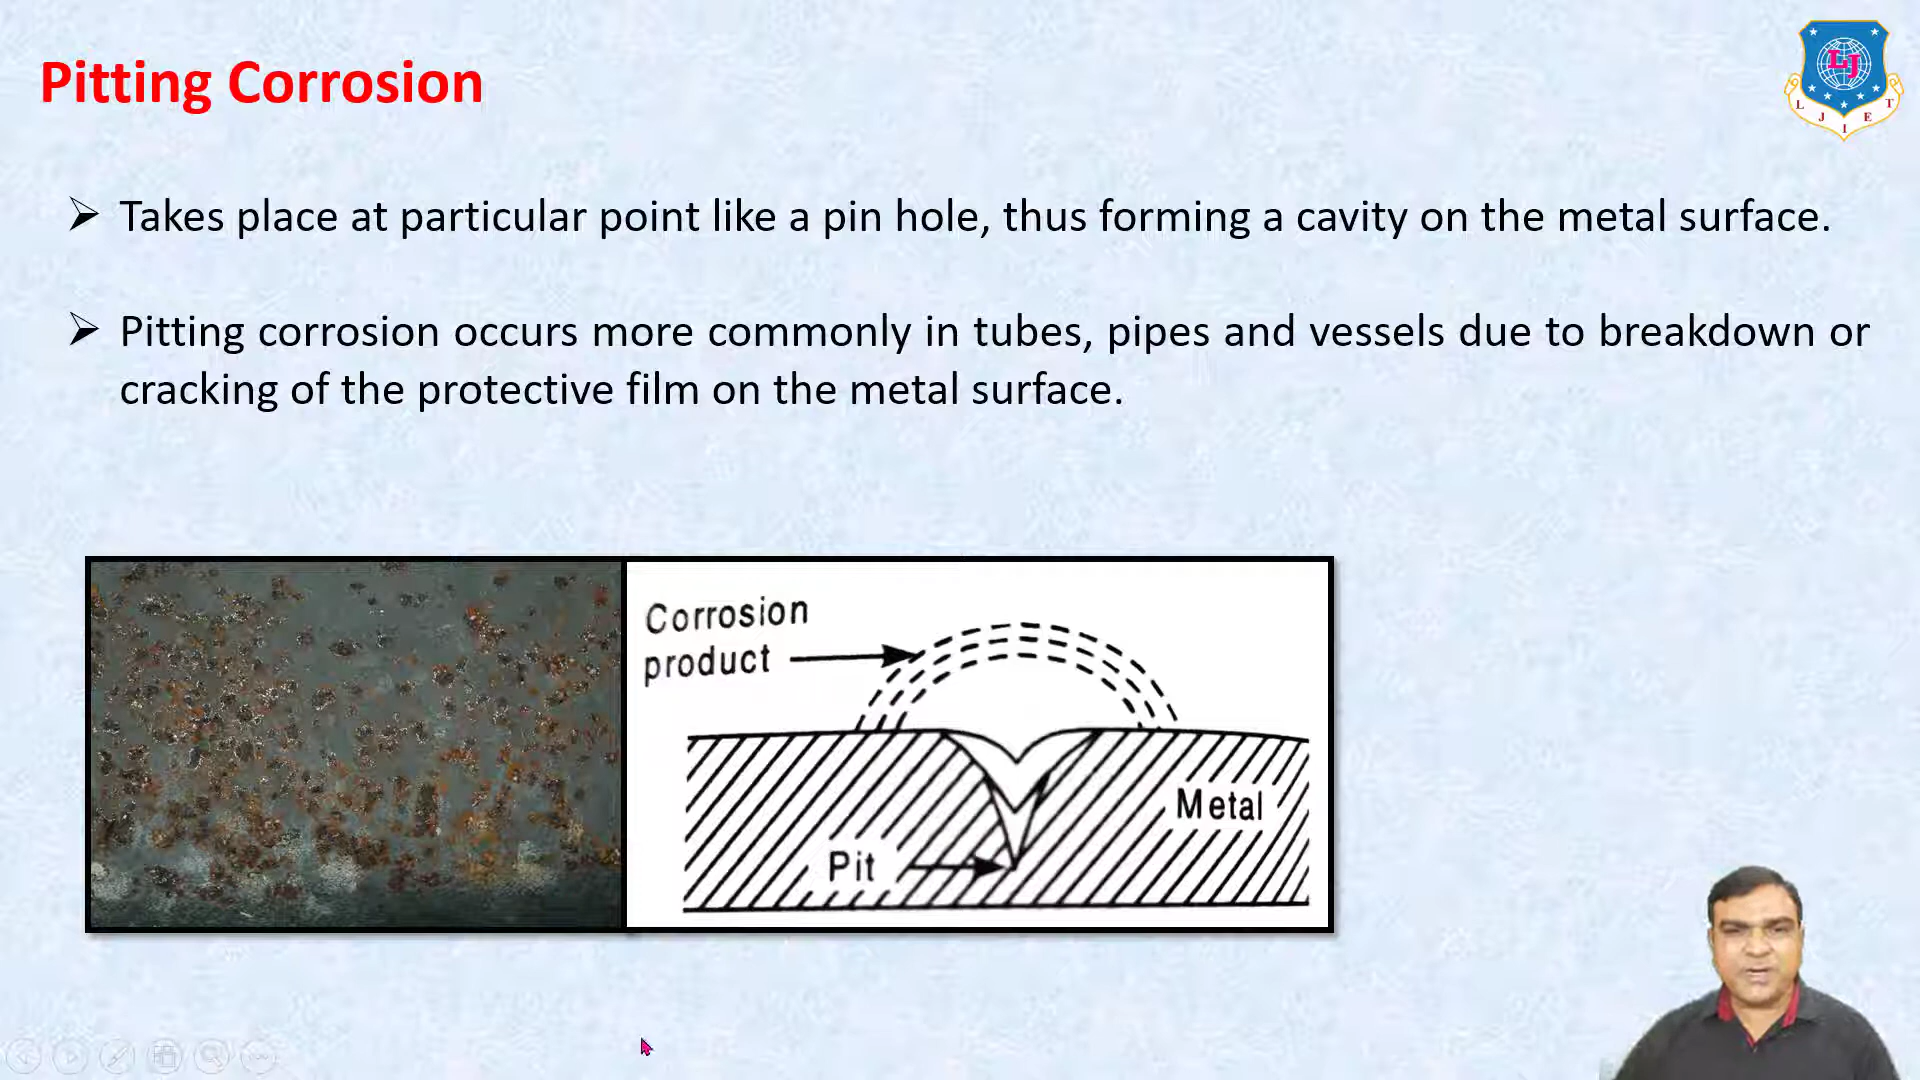 Pitting Corrosion
LJ
L J I E T
➢ Takes place at particular point like a pin hole, thus forming a cavity on the metal surface.
➢ Pitting corrosion occurs more commonly in tubes, pipes and vessels due to breakdown or
cracking of the protective film on the metal surface.
Corrosion
product
Metal
Pit